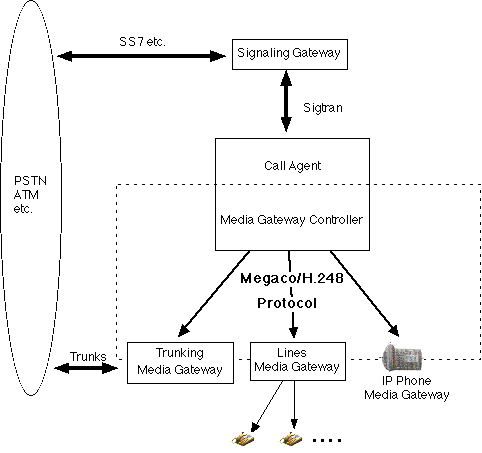 SS7 etc.
Signaling Gateway
Sigtran
Call Agent
PSTN
ATM
etc.
Media Gateway Controller
Megaco/H.248
Protocol
Trunks
Trunking
Media Gateway
Lines
Media Gateway
IP Phone
Media Gateway
....